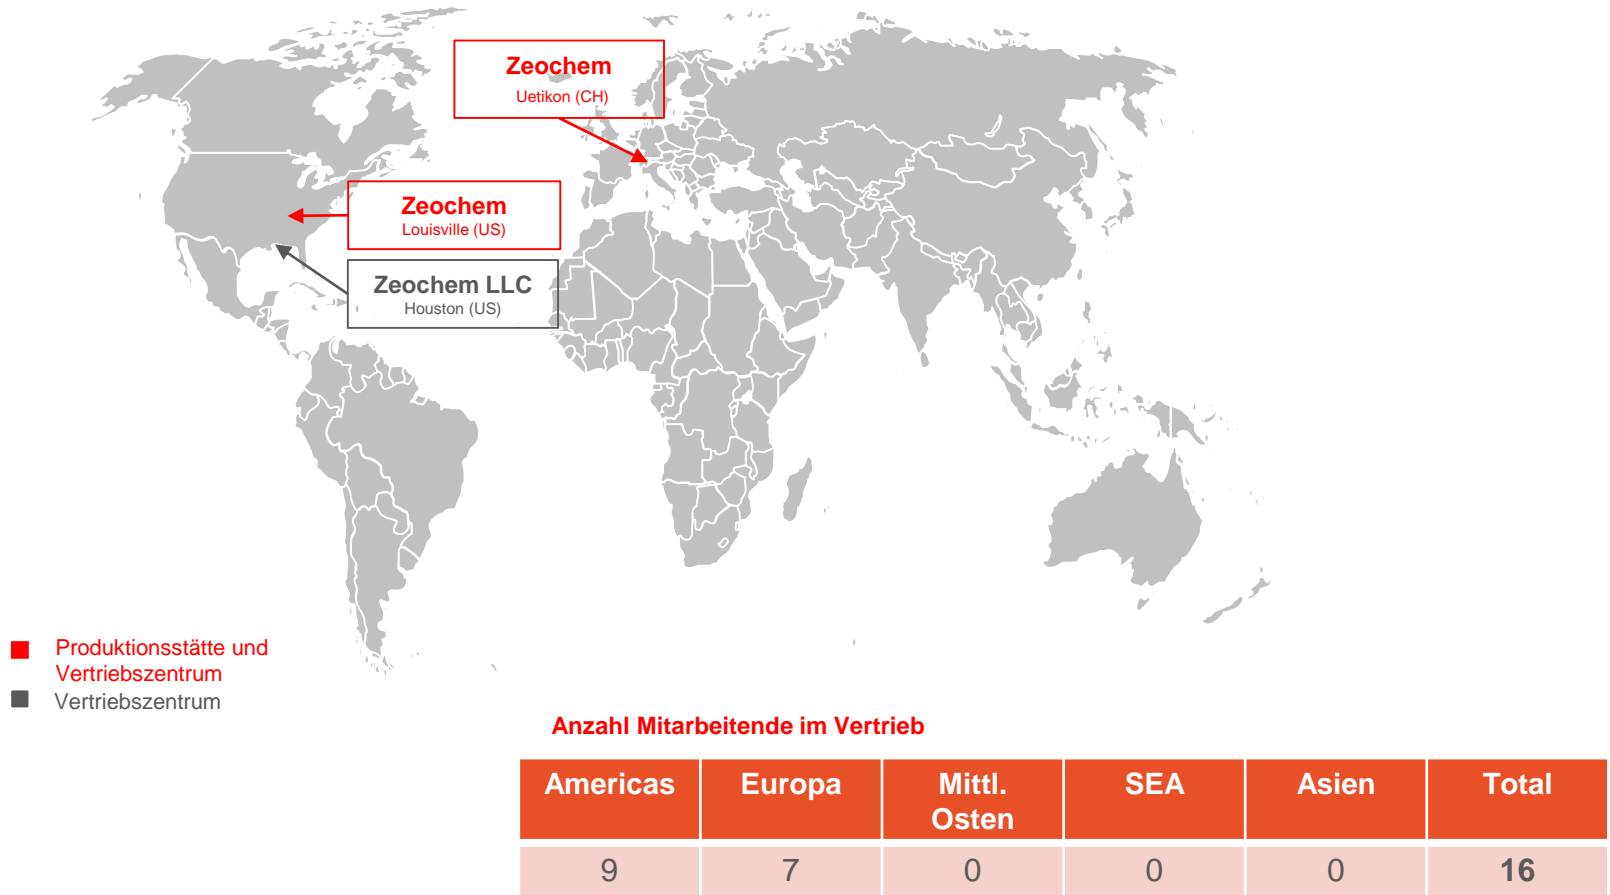 Zeochem
Uetikon (CH)
Zeochem
Louisville (US)
Zeochem LLC
Houston (US)
Produktionsstätte und
Vertriebszentrum
Vertriebszentrum
Anzahl Mitarbeitende im Vertrieb
Americas Europa Mittl. Osten SEA Asien Total
9 7 0 0 0 16